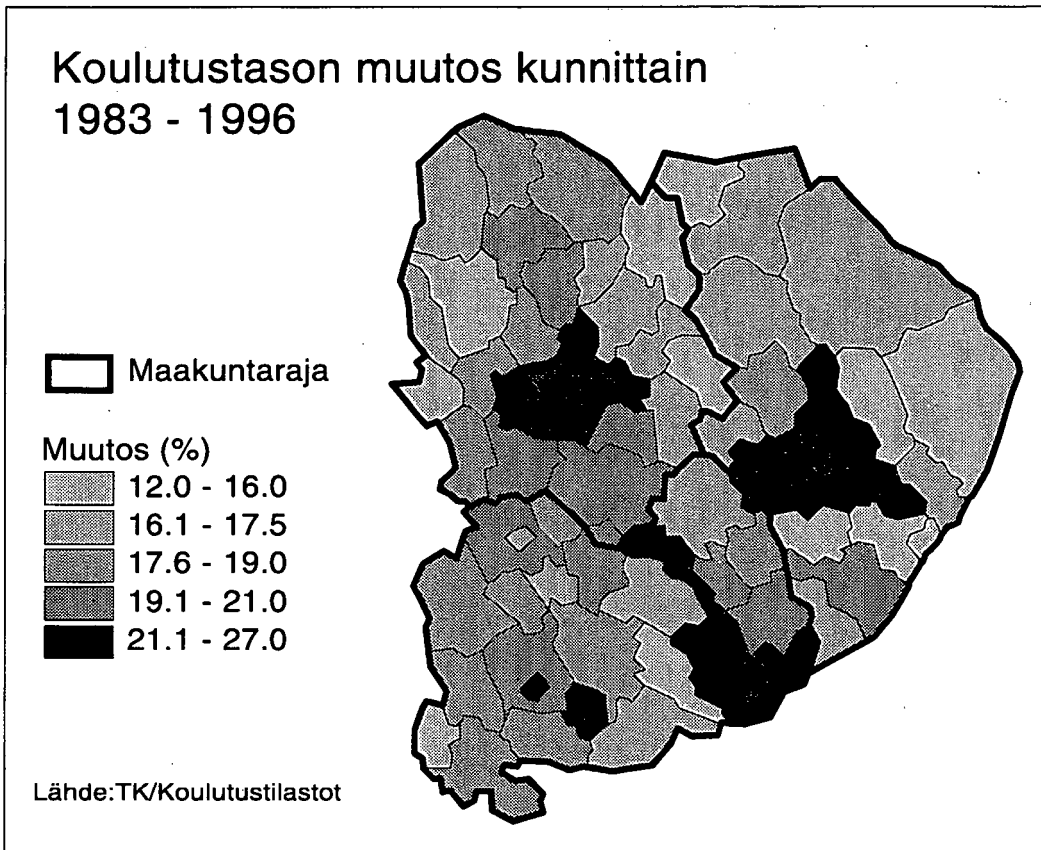 Koulutustason muutos kunnittain
1983 - 1996
Maakuntaraja
Muutos (%)
12.0 - 16.0
16.1 - 17.5
17.6 - 19.0
19.1 - 21.0
21.1 - 27.0
Lähde:TK/Koulutustilastot